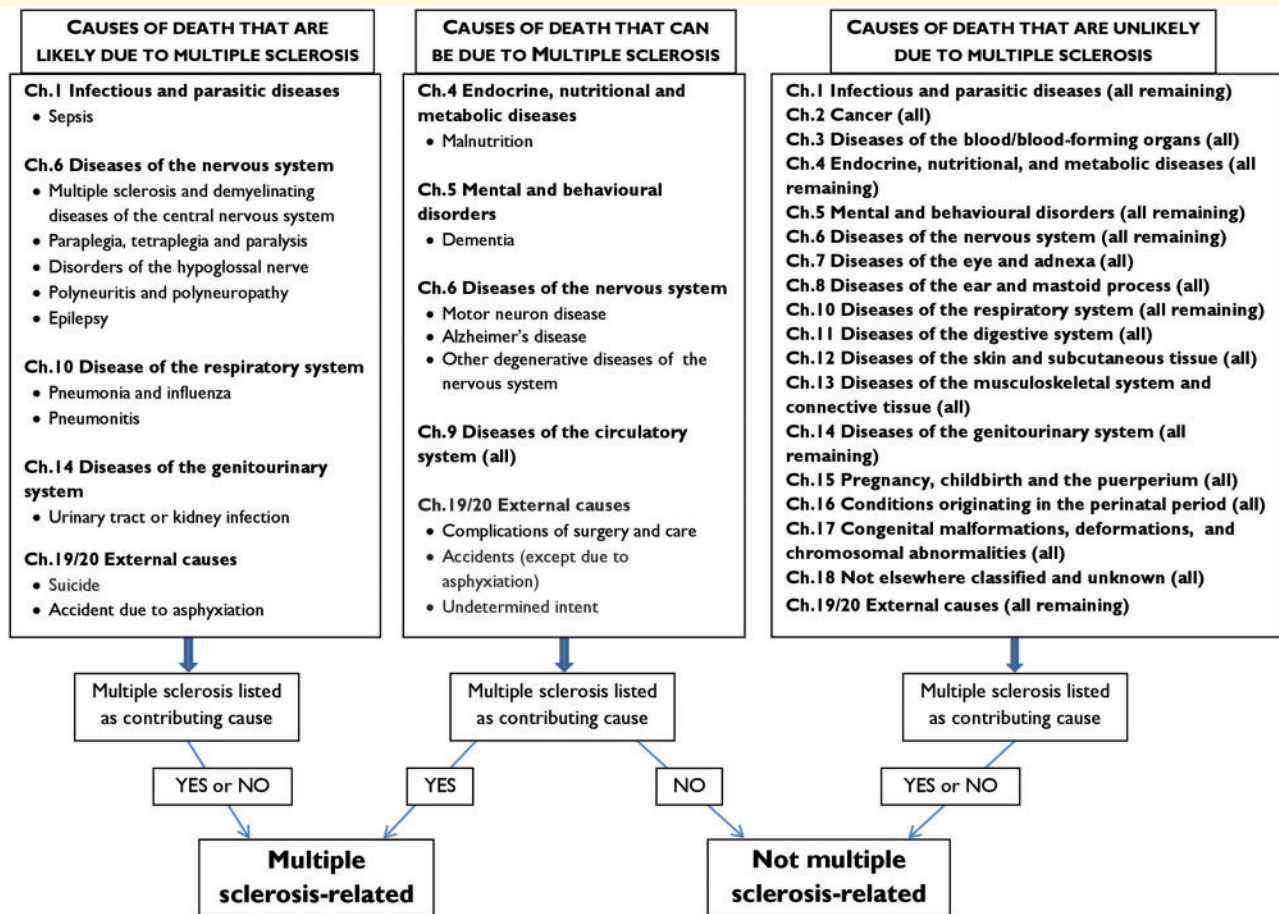 CAUSES OF DEATH THAT ARE
LIKELY DUE TO MULTIPLE SCLEROSIS
Ch.1 Infectious and parasitic diseases
• Sepsis
Ch.6 Diseases of the nervous system
• Multiple sclerosis and demyelinating
diseases of the central nervous system
• Paraplegia, tetraplegia and paralysis
• Disorders of the hypoglossal nerve
• Polyneuritis and polyneuropathy
• Epilepsy
Ch.10 Disease of the respiratory system
• Pneumonia and influenza
• Pneumonitis
Ch.14 Diseases of the genitourinary
system
• Urinary tract or kidney infection
Ch.19/20 External causes
• Suicide
• Accident due to asphyxiation
CAUSES OF DEATH THAT CAN
BE DUE TO MULTIPLE SCLEROSIS
Ch.4 Endocrine, nutritional and
metabolic diseases
• Malnutrition
Ch.5 Mental and behavioural
disorders
• Dementia
Ch.6 Diseases of the nervous system
• Motor neuron disease
• Alzheimer's disease
• Other degenerative diseases of the
nervous system
Ch.9 Diseases of the circulatory
system (all)
Ch.19/20 External causes
• Complications of surgery and care
• Accidents (except due to
asphyxiation)
• Undetermined intent
CAUSES OF DEATH THAT ARE UNLIKELY
DUE TO MULTIPLE SCLEROSIS
Ch.1 Infectious and parasitic diseases (all remaining)
Ch.2 Cancer (all)
Ch.3 Diseases of the blood/blood-forming organs (all)
Ch.4 Endocrine, nutritional, and metabolic diseases (all
remaining)
Ch.5 Mental and behavioural disorders (all remaining)
Ch.6 Diseases of the nervous system (all remaining)
Ch.7 Diseases of the eye and adnexa (all)
Ch.8 Diseases of the ear and mastoid process (all)
Ch.10 Diseases of the respiratory system (all remaining)
Ch.11 Diseases of the digestive system (all)
Ch.12 Diseases of the skin and subcutaneous tissue (all)
Ch.13 Diseases of the musculoskeletal system and
connective tissue (all)
Ch.14 Diseases of the genitourinary system (all
remaining)
Ch.15 Pregnancy, childbirth and the puerperium (all)
Ch.16 Conditions originating in the perinatal period (all)
Ch.17 Congenital malformations, deformations, and
chromosomal abnormalities (all)
Ch.18 Not elsewhere classified and unknown (all)
Ch.19/20 External causes (all remaining)
Multiple sclerosis listed
as contributing cause
Multiple sclerosis listed
as contributing cause
Multiple sclerosis listed
as contributing cause
YES or NO
YES
NO
YES or NO
Multiple
sclerosis-related
Not multiple
sclerosis-related